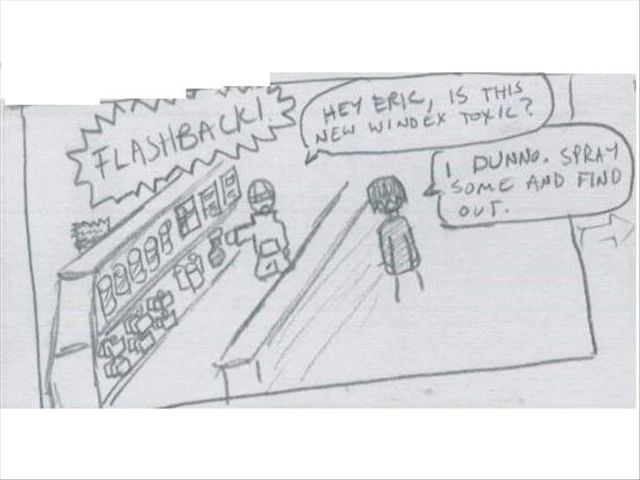 FLASHBACK!
HEY ERIC, IS THIS
NEW WINDEX TOXIC?
I DUNNO. SPRAY
SOME AND FIND
OUT.